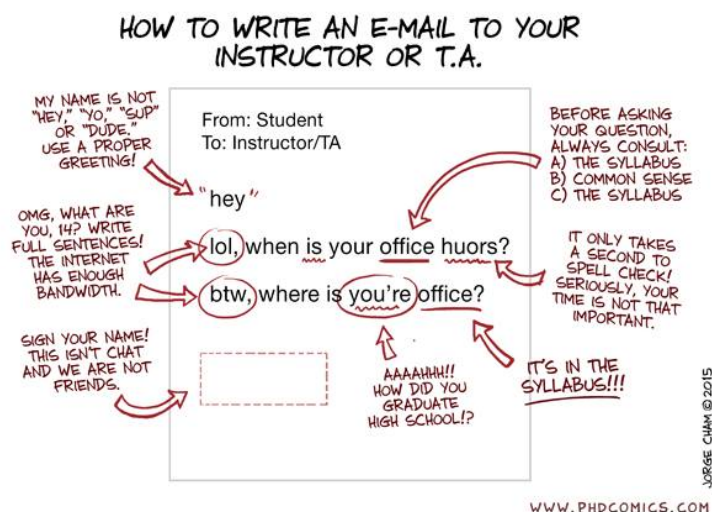 HOW TO WRITE AN E-MAIL TO YOUR
INSTRUCTOR OR T.A.
MY NAME IS NOT
"HEY," "YO," "SUP"
OR "DUDE."
USE A PROPER
GREETING!
From: Student
To: Instructor/TA
BEFORE ASKING
YOUR QUESTION,
ALWAYS CONSULT:
A) THE SYLLABUS
B) COMMON SENSE
C) THE SYLLABUS
"hey"
OMG, WHAT ARE
YOU, 14? WRITE
FULL SENTENCES!
THE INTERNET
HAS ENOUGH
BANDWIDTH.
lol, when is your office huors?
btw, where is you're office?
IT ONLY TAKES
A SECOND TO
SPELL CHECK!
SERIOUSLY, YOUR
TIME IS NOT THAT
IMPORTANT.
SIGN YOUR NAME!
THIS ISN'T CHAT
AND WE ARE NOT
FRIENDS.
AAAAHHH!!
HOW DID YOU
GRADUATE
HIGH SCHOOL!?
IT'S IN THE
SYLLABUS!!!
JORGE CHAM © 2015
WWW.PHDCOMICS.COM